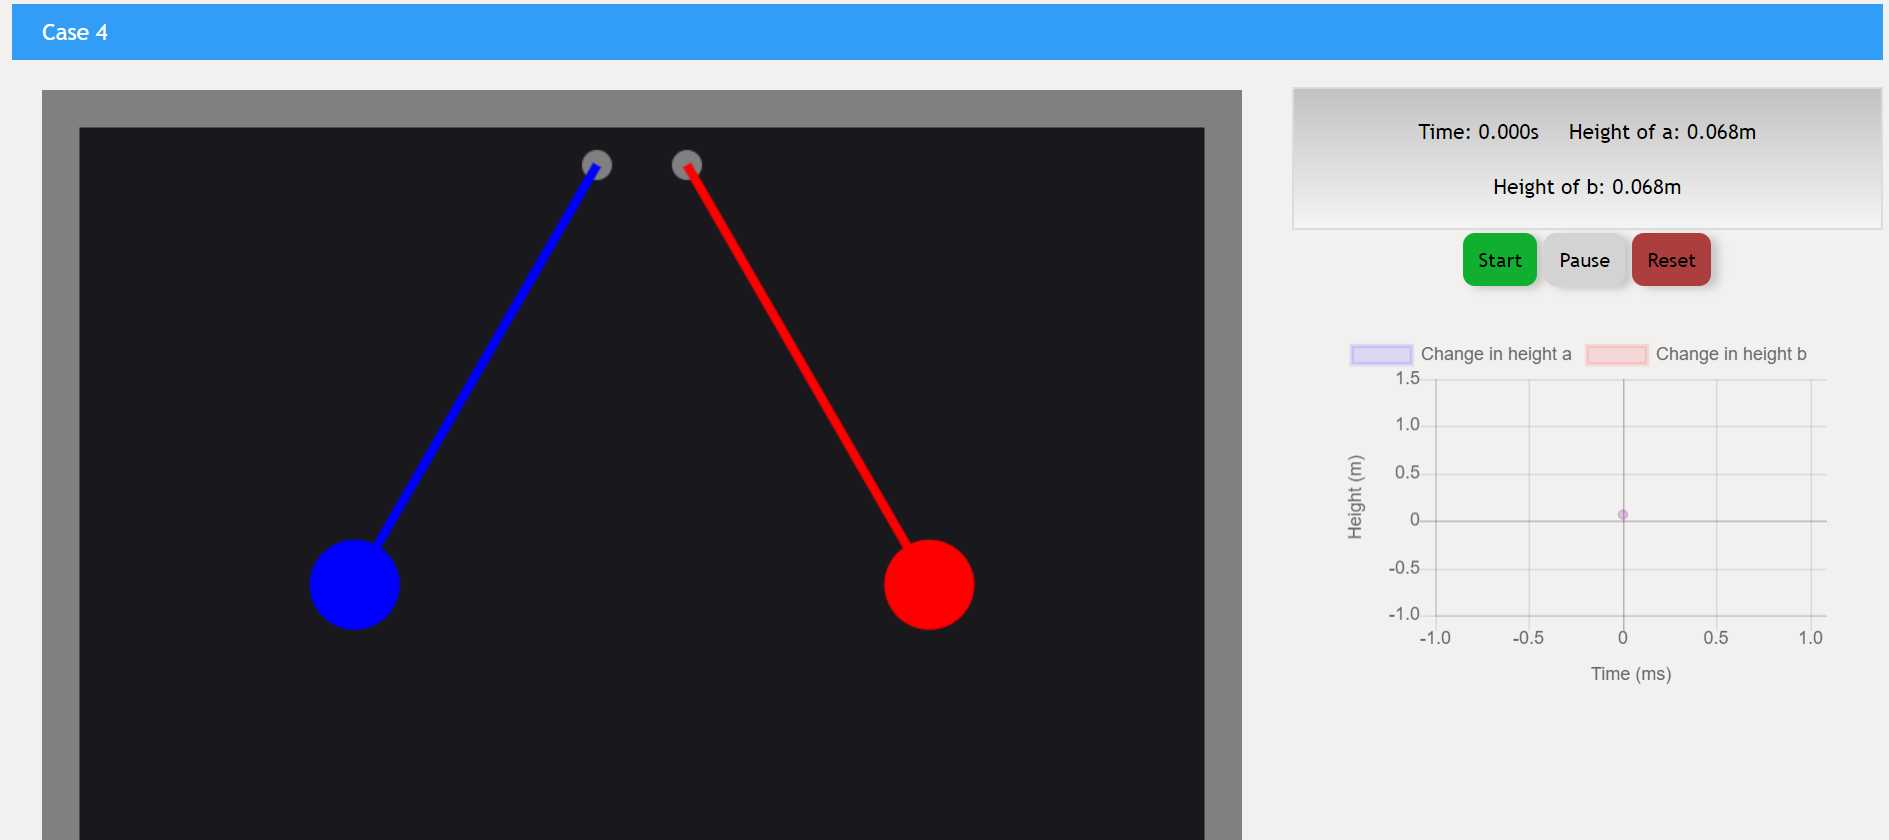 Case 4
Time: 0.000s Height of a: 0.068m
Height of b: 0.068m
Start Pause Reset
Change in height a Change in height b
1.5
1.0
0.5
0
-0.5
-1.0
Height (m)
-1.0 -0.5 0 0.5 1.0
Time (ms)